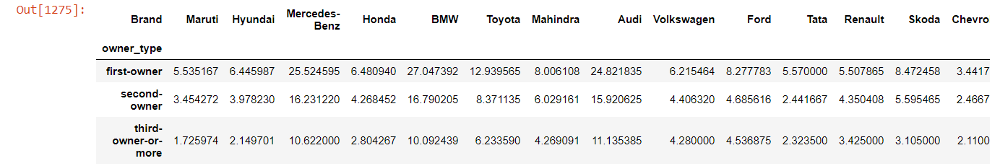 Out[1275]:
Brand Maruti Hyundai Mercedes-Benz Honda BMW Toyota Mahindra Audi Volkswagen Ford Tata Renault Skoda Chevro
owner_type
first-owner 5.535167 6.445987 25.524595 6.480940 27.047392 12.939565 8.006108 24.821835 6.215464 8.277783 5.570000 5.507865 8.472458 3.4417
second-owner 3.454272 3.978230 16.231220 4.268452 16.790205 8.371135 6.029161 15.920625 4.406320 4.685616 2.441667 4.350408 5.595465 2.4667
third-owner-or-more 1.725974 2.149701 10.622000 2.804267 10.092439 6.233590 4.269091 11.135385 4.280000 4.536875 2.323500 3.425000 3.105000 2.1100